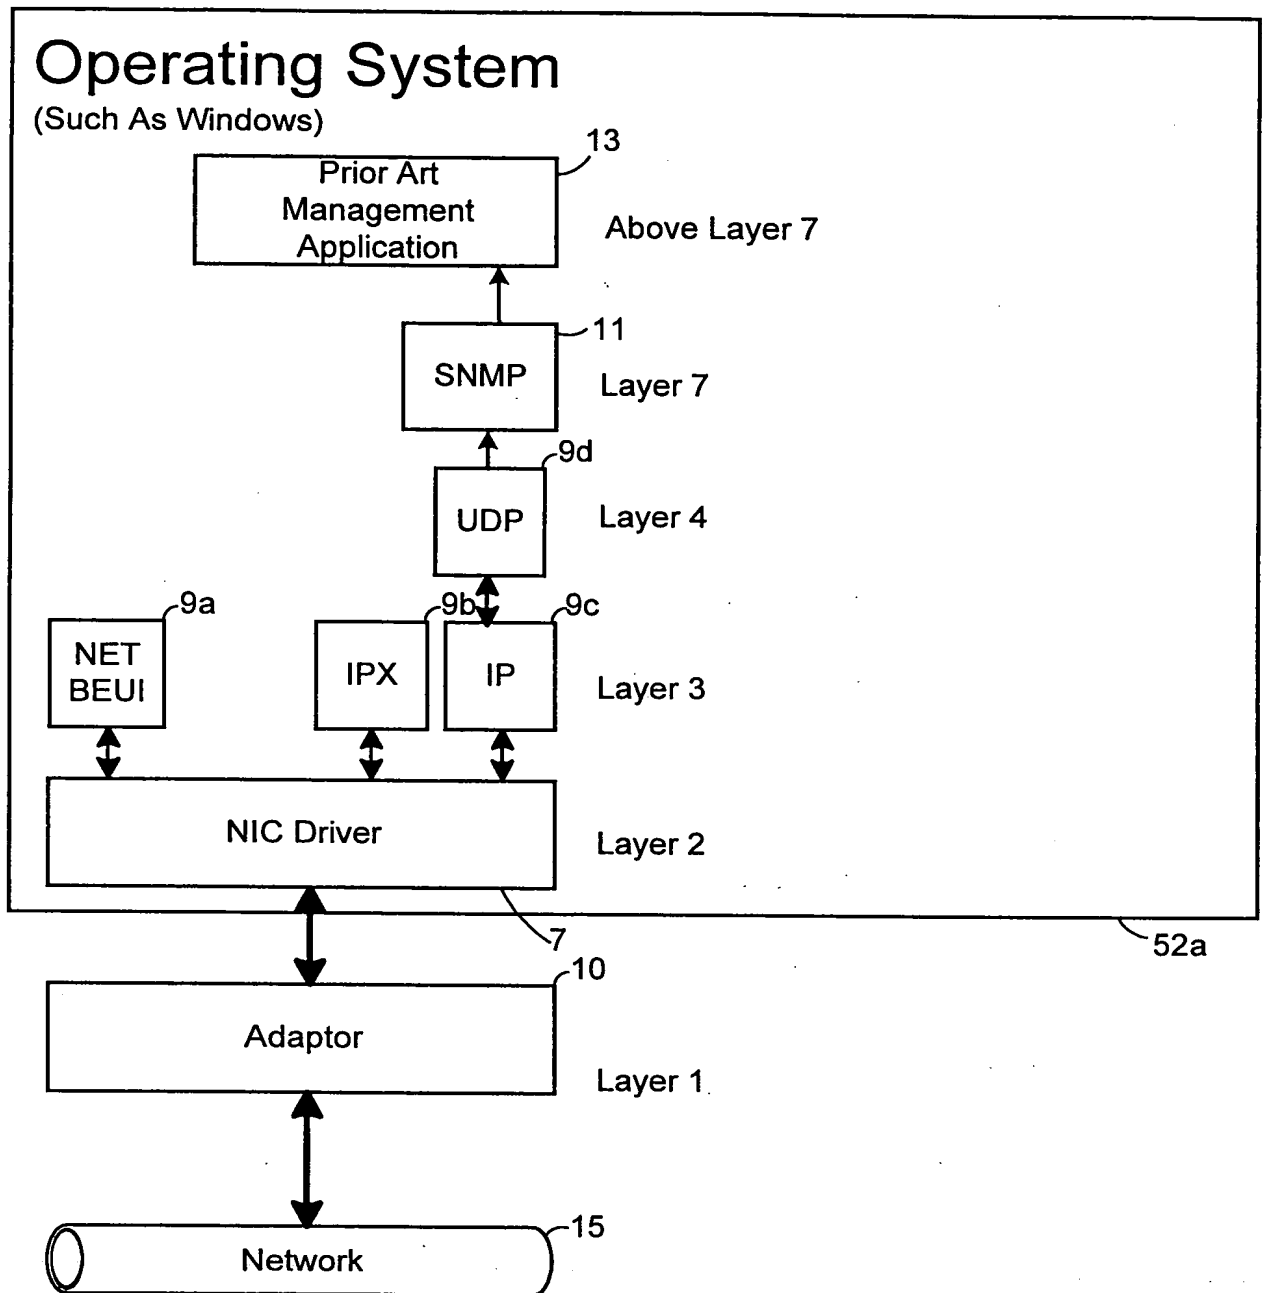 Operating System
(Such As Windows)
13
Prior Art
Management
Application
Above Layer 7
11
SNMP
Layer 7
9d
UDP
Layer 4
9a
9b
9c
NET
BEUI
IPX
IP
Layer 3
NIC Driver
Layer 2
7
52a
10
Adaptor
Layer 1
15
Network